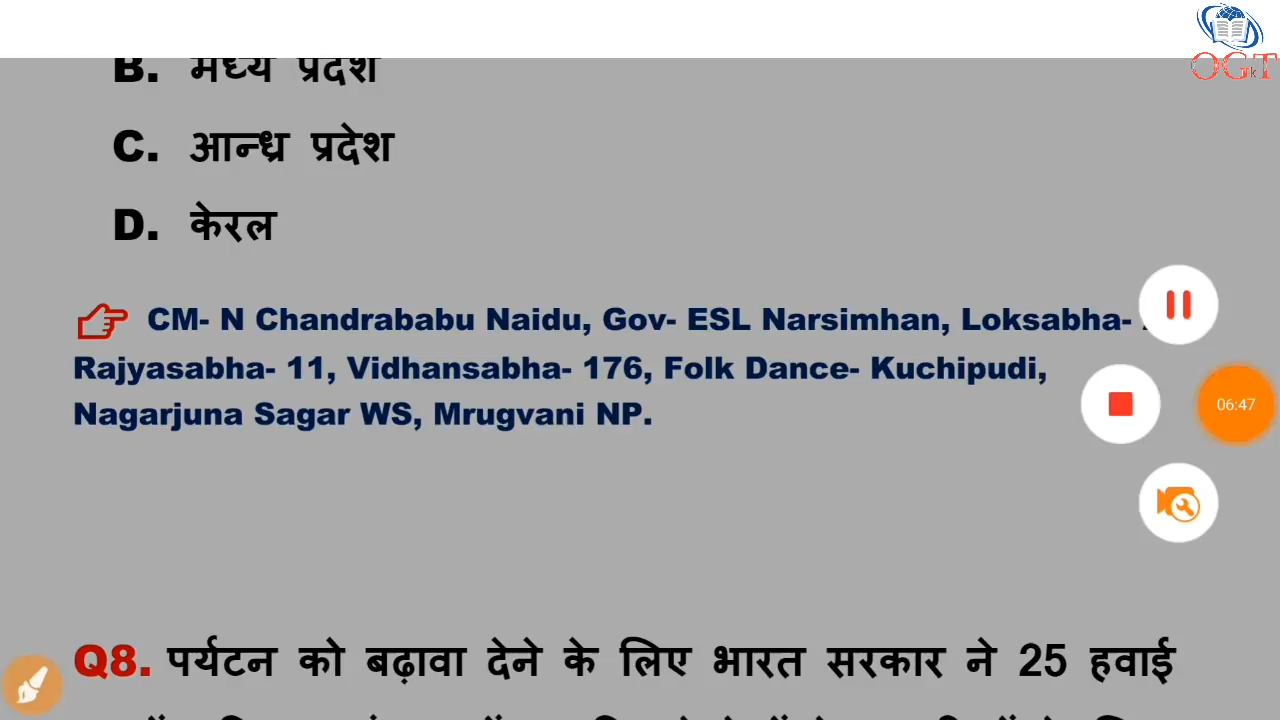 OGTk
B. मध्य प्रदेश
C. आन्ध्र प्रदेश
D. केरल
CM- N Chandrababu Naidu, Gov- ESL Narsimhan, Loksabha-
Rajyasabha- 11, Vidhansabha- 176, Folk Dance- Kuchipudi,
Nagarjuna Sagar WS, Mrugvani NP.
06:47
Q8. पर्यटन को बढ़ावा देने के लिए भारत सरकार ने 25 हवाई